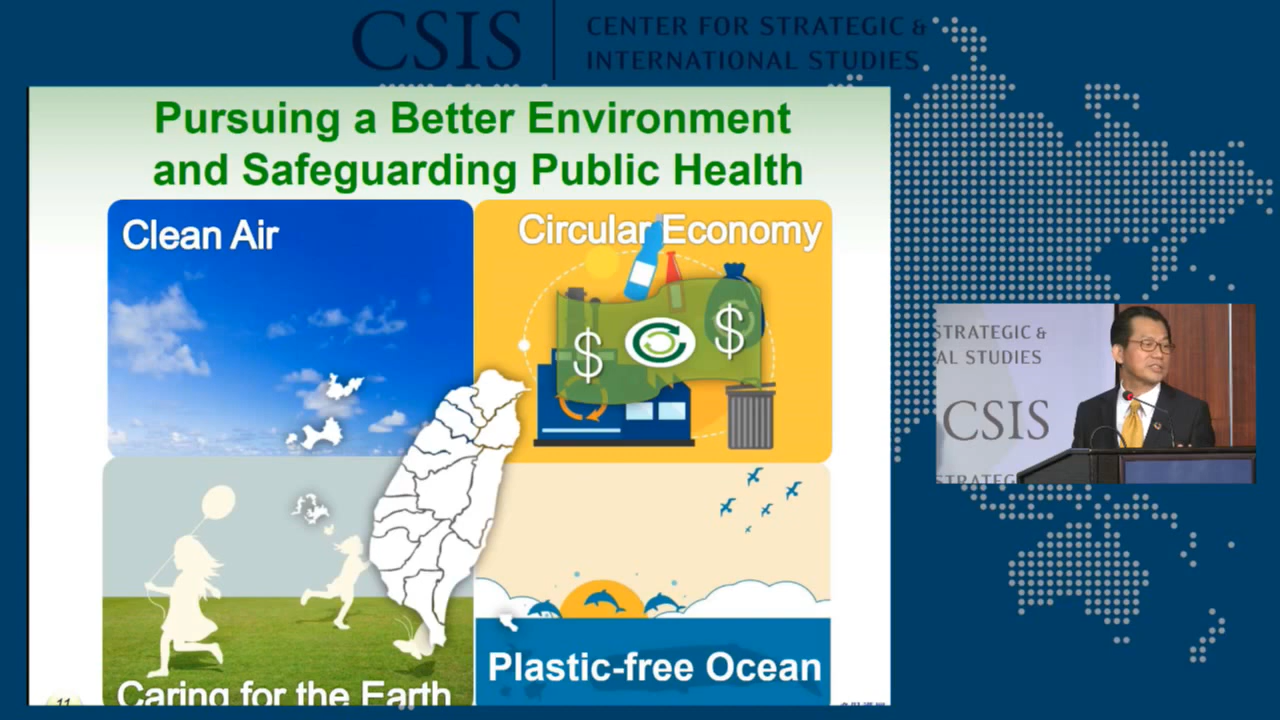 CSIS
CENTER FOR STRATEGIC &
INTERNATIONAL STUDIES
Pursuing a Better Environment
and Safeguarding Public Health
Clean Air
Circular Economy
$
$
Caring for the Earth
Plastic-free Ocean
11
STRATEGIC &
AL STUDIES
CSIS
STRATEG